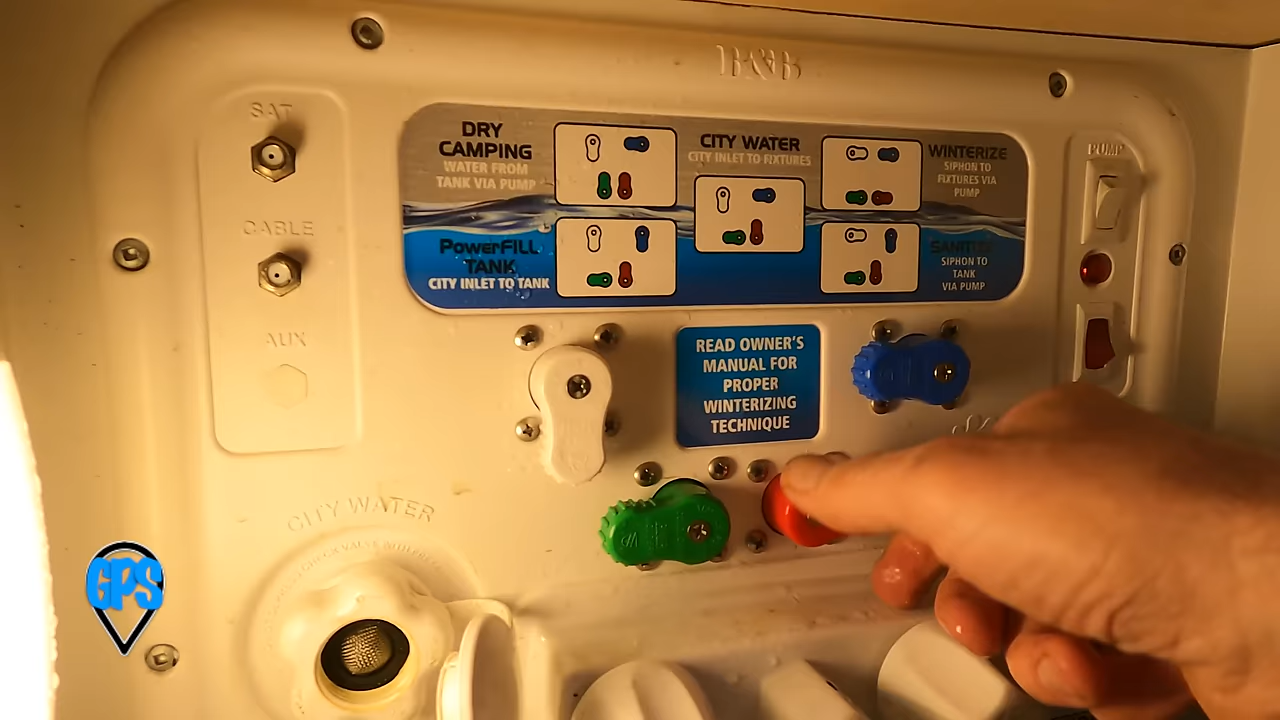 B&B
SAT
CABLE
AUX
DRY
CAMPING
WATER FROM
TANK VIA PUMP
CITY WATER
CITY INLET TO FIXTURES
WINTERIZE
SIPHON TO
FIXTURES VIA
PUMP
PowerFILL
TANK
CITY INLET TO TANK
SANITIZE
SIPHON TO
TANK
VIA PUMP
PUMP
READ OWNER'S
MANUAL FOR
PROPER
WINTERIZING
TECHNIQUE
CITY WATER
GPS